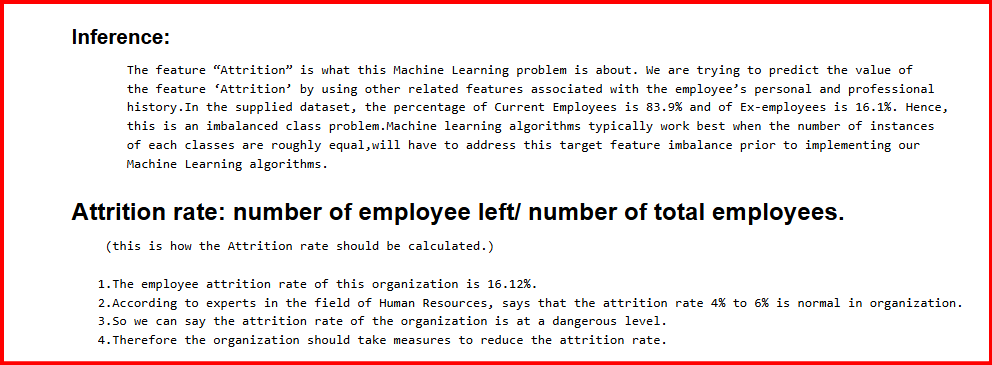 Inference:
The feature “Attrition” is what this Machine Learning problem is about. We are trying to predict the value of
the feature ‘Attrition’ by using other related features associated with the employee’s personal and professional
history.In the supplied dataset, the percentage of Current Employees is 83.9% and of Ex-employees is 16.1%. Hence,
this is an imbalanced class problem.Machine learning algorithms typically work best when the number of instances
of each classes are roughly equal,will have to address this target feature imbalance prior to implementing our
Machine Learning algorithms.
Attrition rate: number of employee left/ number of total employees.
(this is how the Attrition rate should be calculated.)
1.The employee attrition rate of this organization is 16.12%.
2.According to experts in the field of Human Resources, says that the attrition rate 4% to 6% is normal in organization.
3.So we can say the attrition rate of the organization is at a dangerous level.
4.Therefore the organization should take measures to reduce the attrition rate.